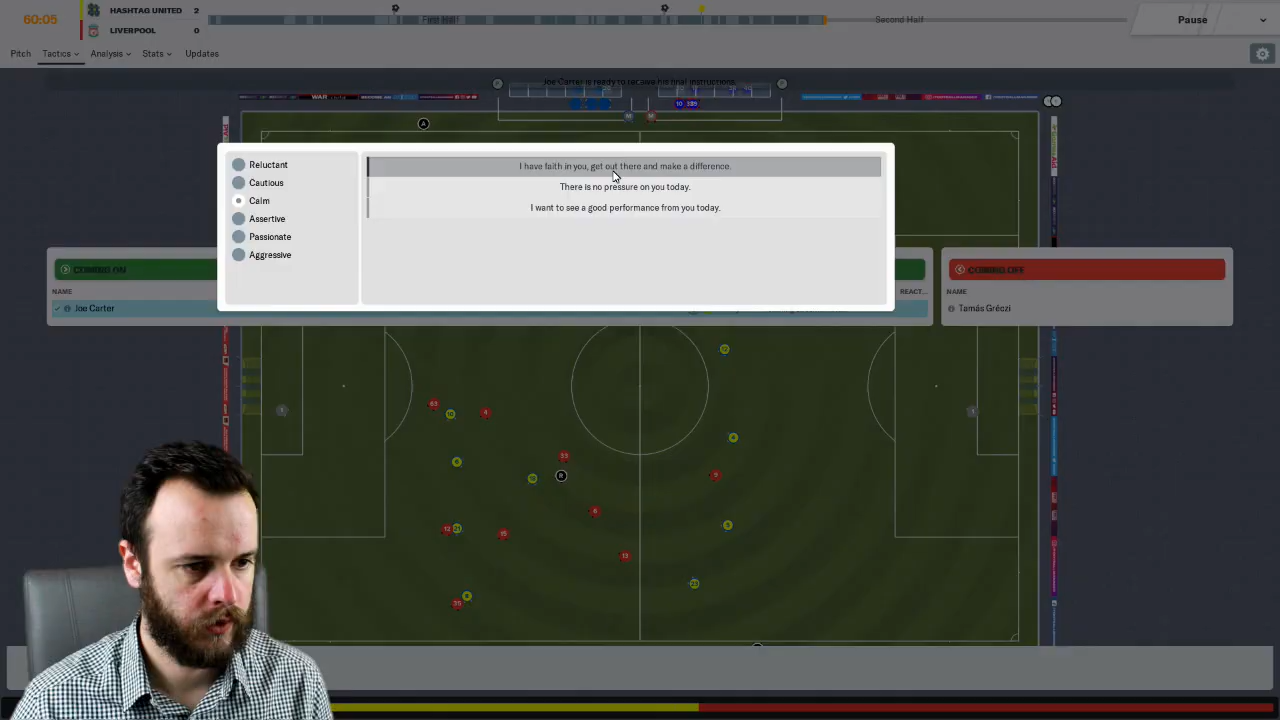 60:05
HASHTAG UNITED 2
LIVERPOOL 0
First Half
Second Half
Pause
Pitch
Tactics
Analysis
Stats
Updates
Joe Carter is ready to receive his final instructions.
Reluctant
Cautious
Calm
Assertive
Passionate
Aggressive
I have faith in you, get out there and make a difference.
There is no pressure on you today.
I want to see a good performance from you today.
COMING ON
NAME
Joe Carter
REACT...
COMING OFF
NAME
Tamás Gréczi